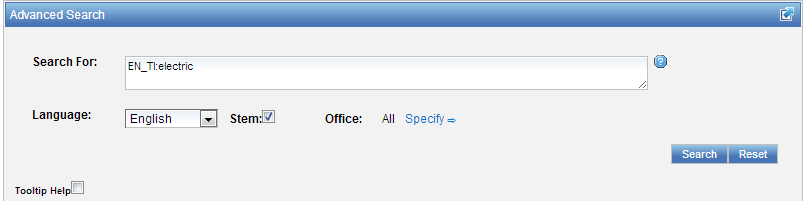 Advanced Search
Search For: EN_TI:electric
Language: English Stem: Office: All Specify ⇨
Search Reset
Tooltip Help